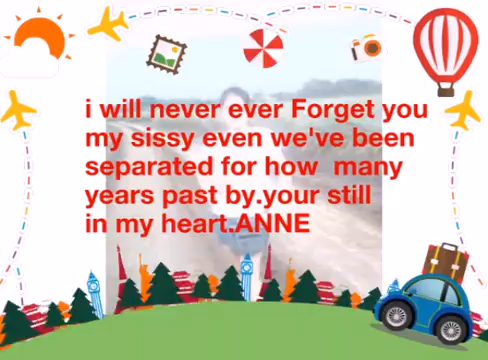 i will never ever Forget you
my sissy even we've been
separated for how  many
years past by.your still
in my heart.ANNE